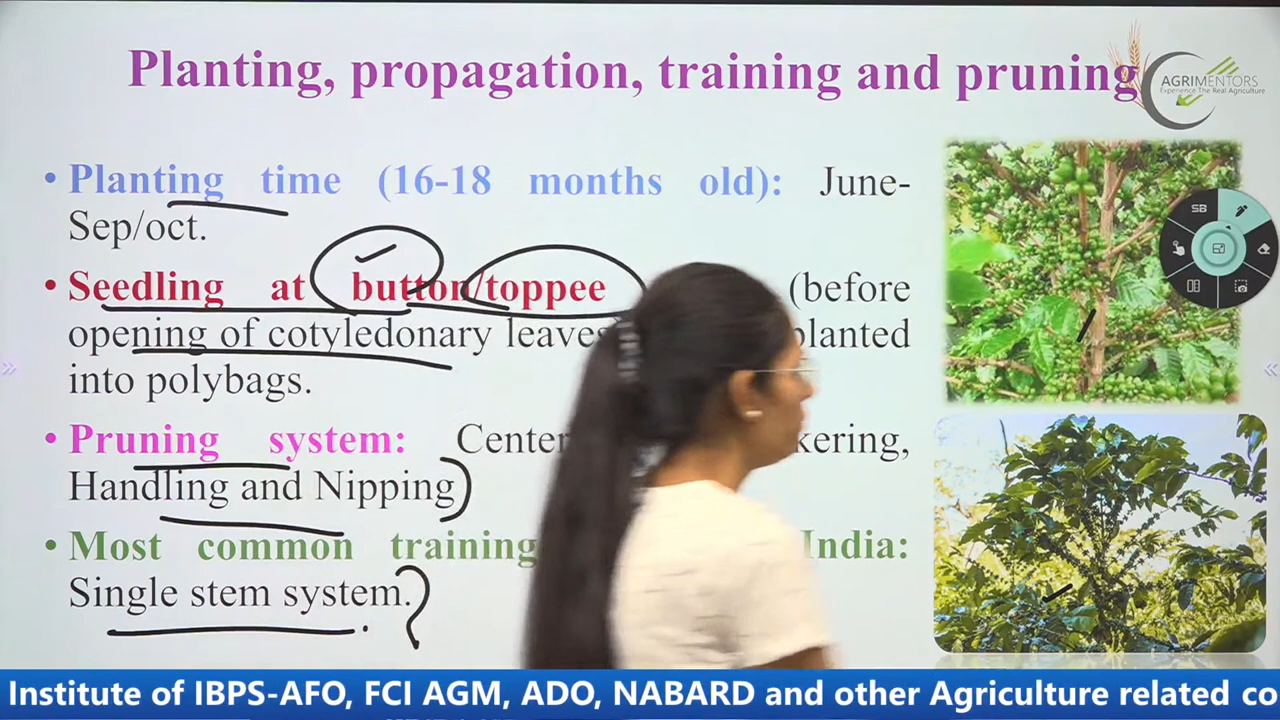 Planting, propagation, training and pruning
AGRIMENTORS
Experience The Real Agriculture
• Planting time (16-18 months old): June-
Sep/oct.
SB
• Seedling at button/toppee (before
opening of cotyledonary leaves planted
into polybags.
• Pruning system: Center
Handling and Nipping)
• Most common training India:
Single stem system.
Institute of IBPS-AFO, FCI AGM, ADO, NABARD and other Agriculture related co